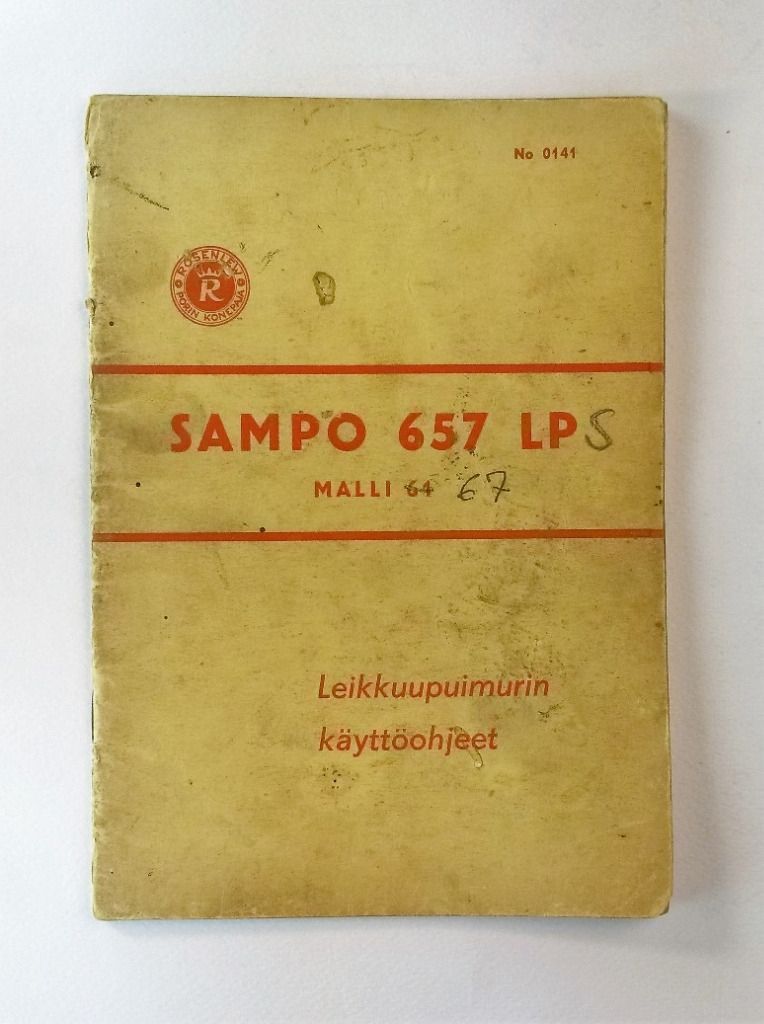 No 0141
ROSENLEW
R
PORIN KONEPAJA
SAMPO 657 LPS
MALLI 64 67
Leikkuupuimurin
käyttöohjeet